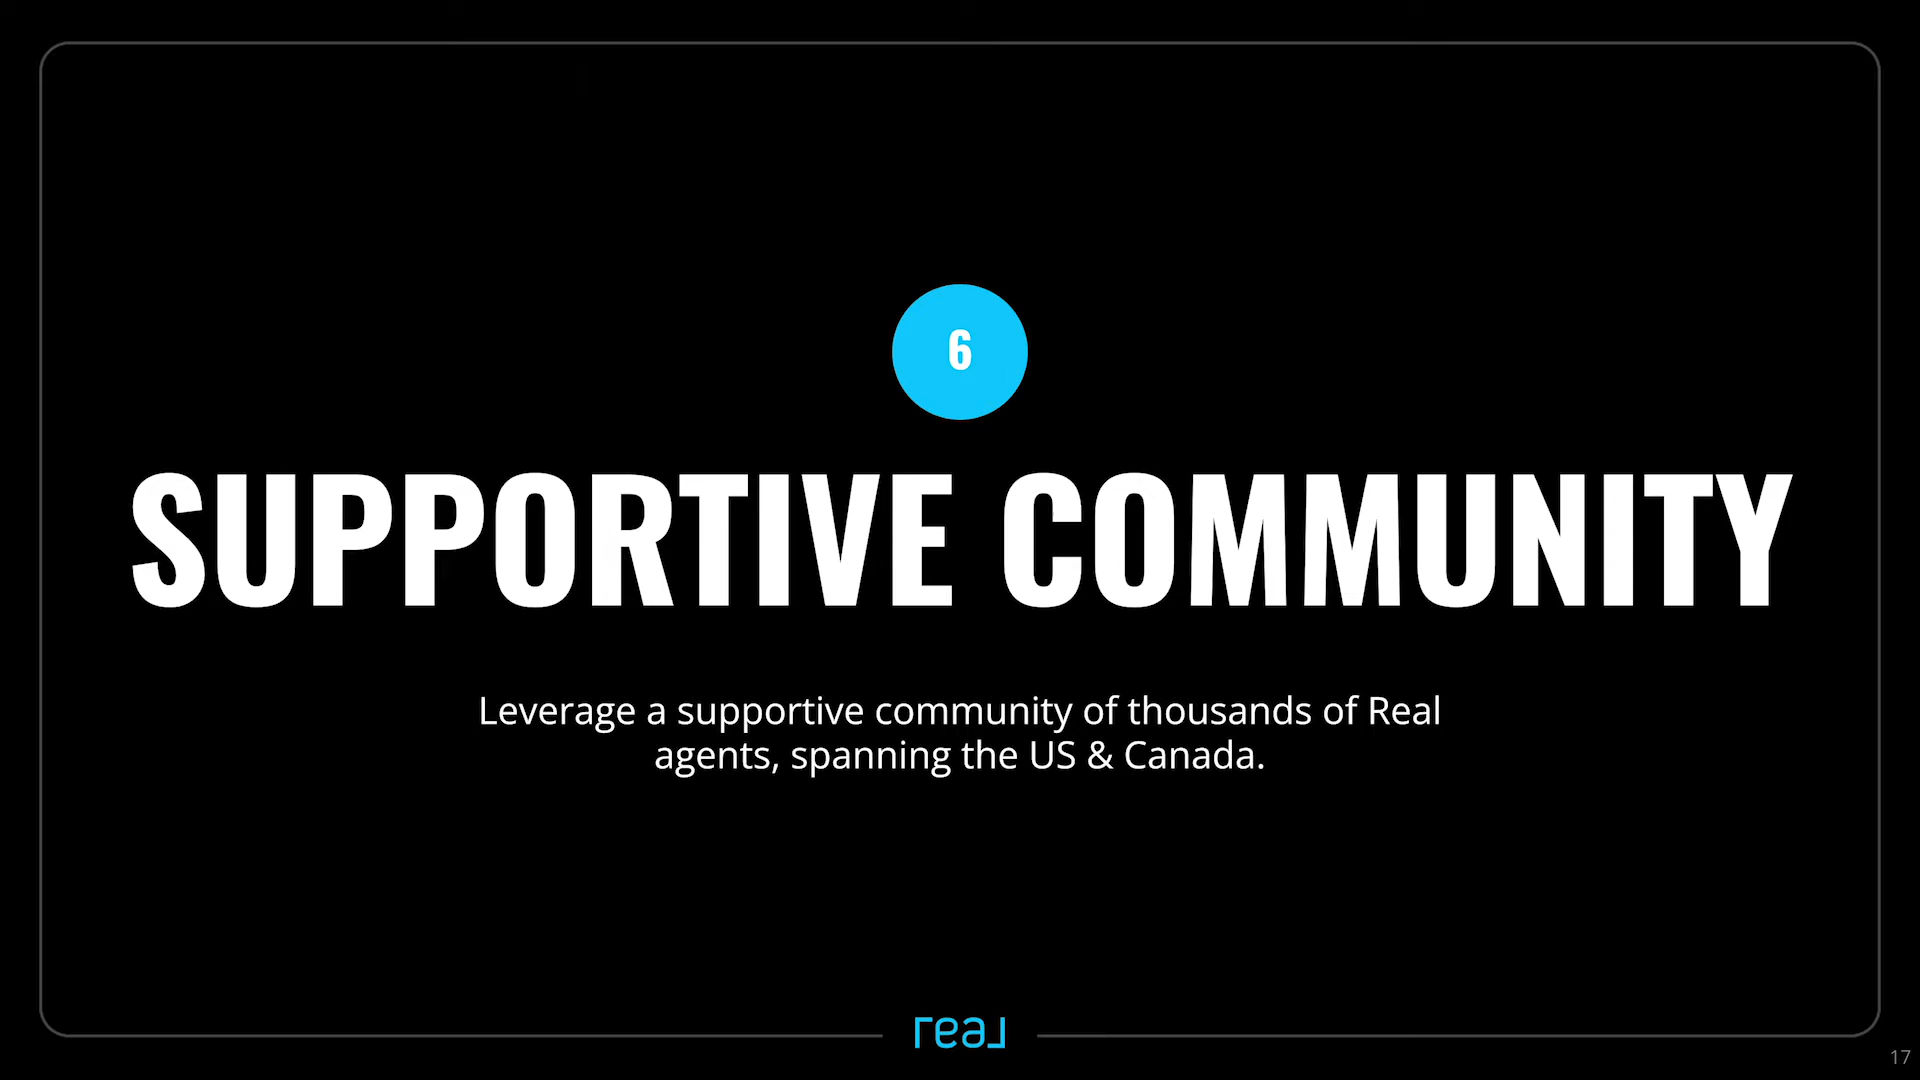 6
SUPPORTIVE COMMUNITY
Leverage a supportive community of thousands of Real
agents, spanning the US & Canada.
real
17